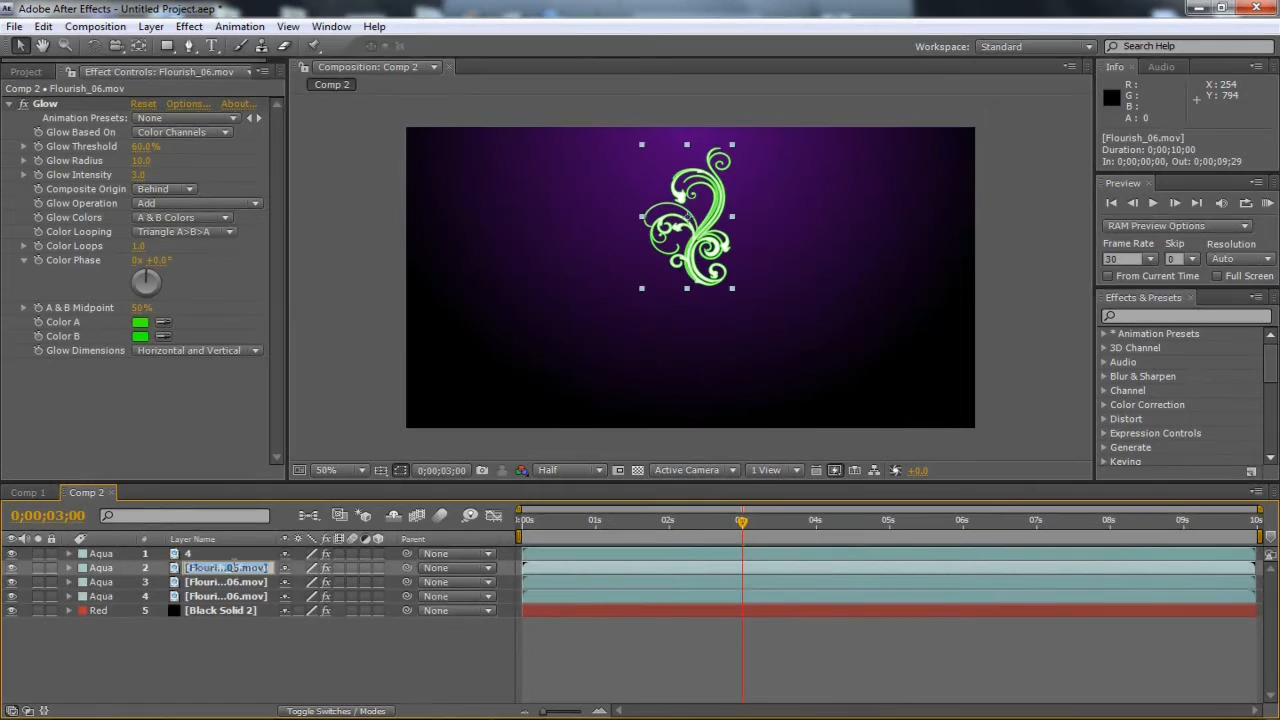 Adobe After Effects - Untitled Project.aep *
File Edit Composition Layer Effect Animation View Window Help
Workspace: Standard Search Help
Project Effect Controls: Flourish_06.mov
Comp 2 • Flourish_06.mov
fx Glow Reset Options... About...
Animation Presets: None
Glow Based On Color Channels
Glow Threshold 60.0%
Glow Radius 10.0
Glow Intensity 3.0
Composite Origin Behind
Glow Operation Add
Glow Colors A & B Colors
Color Looping Triangle A>B>A
Color Loops 1.0
Color Phase 0x +0.0°
A & B Midpoint 50%
Color A
Color B
Glow Dimensions Horizontal and Vertical
Composition: Comp 2
Comp 2
50% 0;00;03;00 Half Active Camera 1 View +0.0
Info Audio
R: X: 254
G: Y: 794
B:
A: 0
[Flourish_06.mov]
Duration: 0;00;10;00
In: 0;00;00;00, Out: 0;00;09;29
Preview
RAM Preview Options
Frame Rate Skip Resolution
30 0 Auto
From Current Time Full Screen
Effects & Presets
* Animation Presets
3D Channel
Audio
Blur & Sharpen
Channel
Color Correction
Distort
Expression Controls
Generate
Keying
Comp 1 Comp 2
0;00;03;00
# Layer Name Parent
:00s 01s 02s 04s 05s 06s 07s 08s 09s 10s
Aqua 1 4 fx None
Aqua 2 [Flouri...06.mov] fx None
Aqua 3 [Flouri...06.mov] fx None
Aqua 4 [Flouri...06.mov] fx None
Red 5 [Black Solid 2] fx None
Toggle Switches / Modes